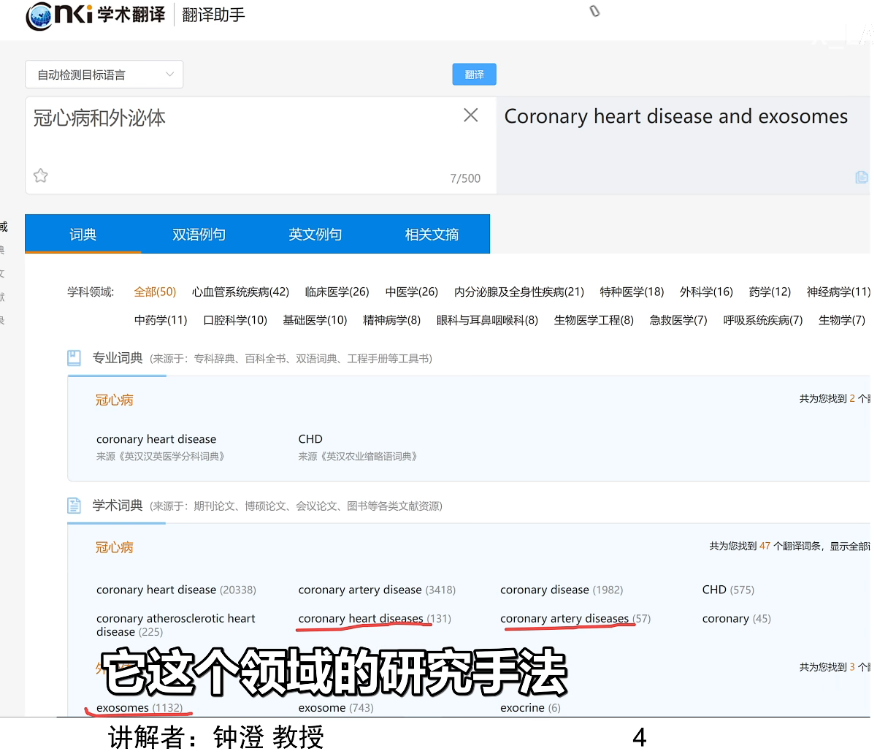 cnki 学术翻译 翻译助手
自动检测目标语言
翻译
冠心病和外泌体
Coronary heart disease and exosomes
7/500
词典 双语例句 英文例句 相关文摘
学科领域: 全部(50) 心血管系统疾病(42) 临床医学(26) 中医学(26) 内分泌腺及全身性疾病(21) 特种医学(18) 外科学(16) 药学(12) 神经病学(11)
中药学(11) 口腔科学(10) 基础医学(10) 精神病学(8) 眼科与耳鼻咽喉科(8) 生物医学工程(8) 急救医学(7) 呼吸系统疾病(7) 生物学(7)
专业词典 (来源于：专科辞典、百科全书、双语词典、工程手册等工具书)
冠心病
共为您找到 2 个
coronary heart disease CHD
来源《英汉汉英医学分科词典》 来源《英汉农业缩略语词典》
学术词典 (来源于：期刊论文、博硕论文、会议论文、图书等各类文献资源)
冠心病
共为您找到 47 个翻译词条，显示全部
coronary heart disease (20338) coronary artery disease (3418) coronary disease (1982) CHD (575)
coronary atherosclerotic heart disease (225) coronary heart diseases (131) coronary artery diseases (57) coronary (45)
它这个领域的研究手法
共为您找到 3 个
exosomes (1132) exosome (743) exocrine (6)
讲解者：钟澄 教授
4